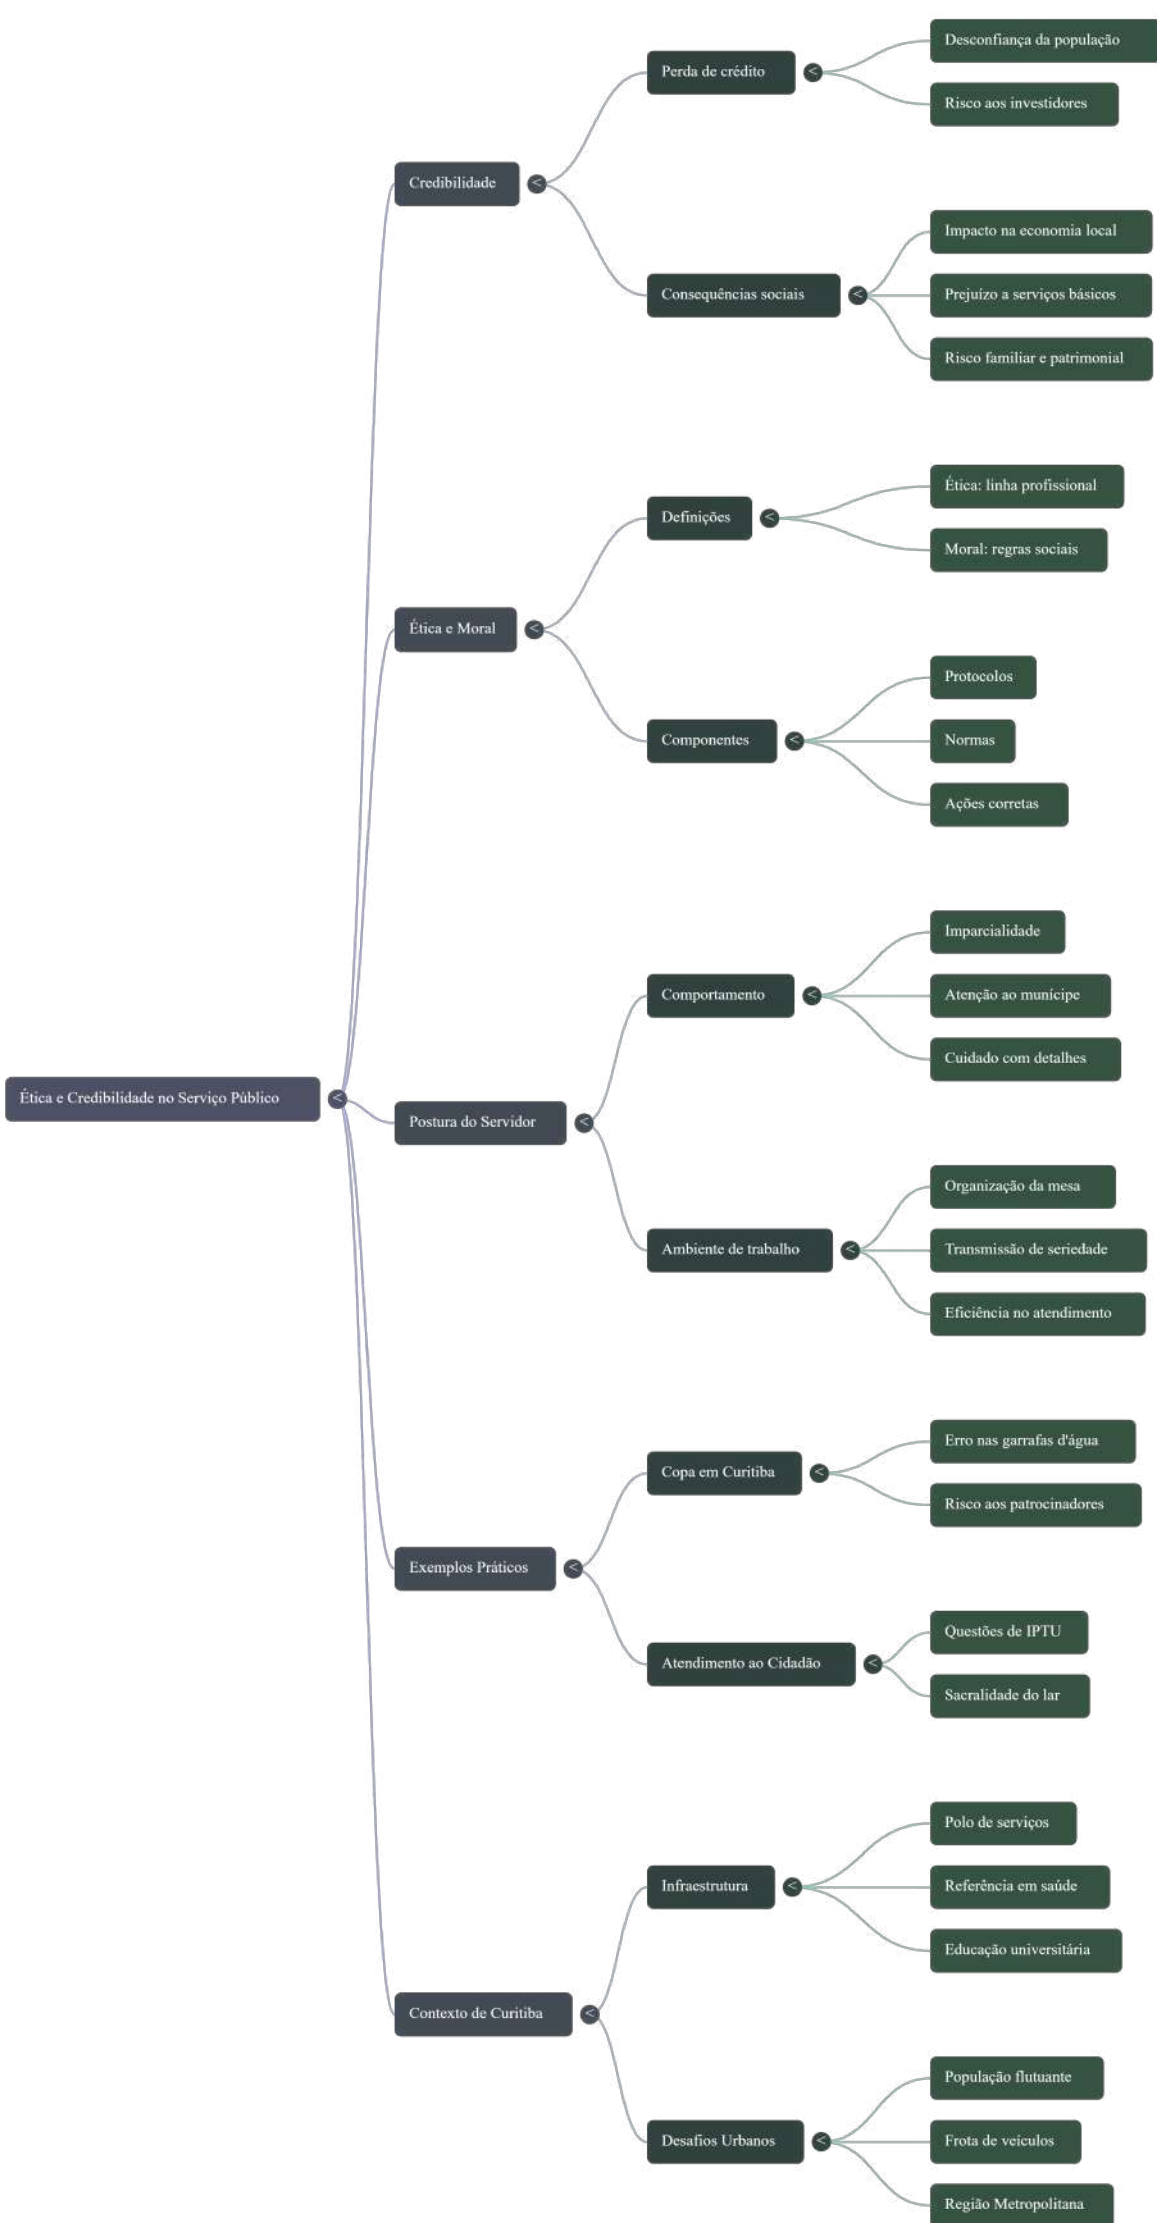 Ética e Credibilidade no Serviço Público
Credibilidade
Perda de crédito
Desconfiança da população
Risco aos investidores
Consequências sociais
Impacto na economia local
Prejuízo a serviços básicos
Risco familiar e patrimonial
Ética e Moral
Definições
Ética: linha profissional
Moral: regras sociais
Componentes
Protocolos
Normas
Ações corretas
Postura do Servidor
Comportamento
Imparcialidade
Atenção ao munícipe
Cuidado com detalhes
Ambiente de trabalho
Organização da mesa
Transmissão de seriedade
Eficiência no atendimento
Exemplos Práticos
Copa em Curitiba
Erro nas garrafas d'água
Risco aos patrocinadores
Atendimento ao Cidadão
Questões de IPTU
Sacralidade do lar
Contexto de Curitiba
Infraestrutura
Polo de serviços
Referência em saúde
Educação universitária
Desafios Urbanos
População flutuante
Frota de veículos
Região Metropolitana